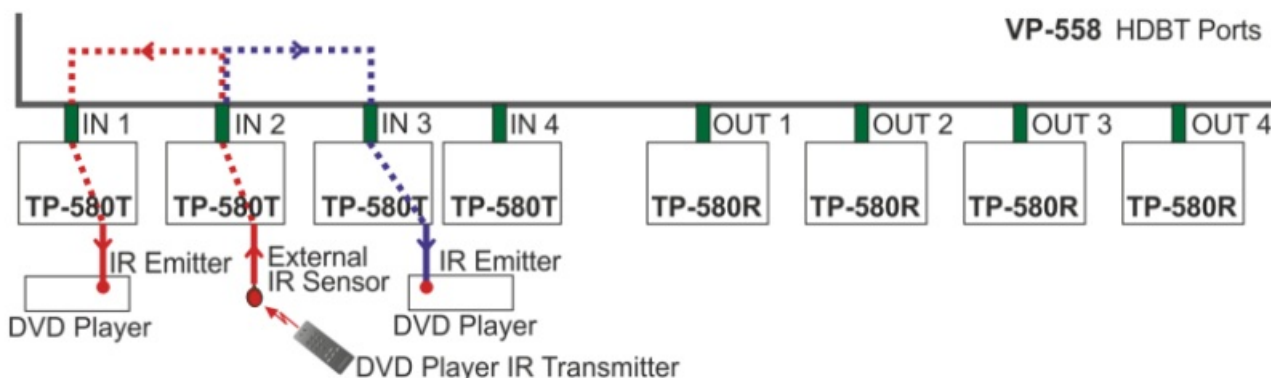 VP-558 HDBT Ports
IN 1 IN 2 IN 3 IN 4 OUT 1 OUT 2 OUT 3 OUT 4
TP-580T TP-580T TP-580T TP-580T TP-580R TP-580R TP-580R TP-580R
IR Emitter
External
IR Sensor
IR Emitter
DVD Player
DVD Player
DVD Player IR Transmitter